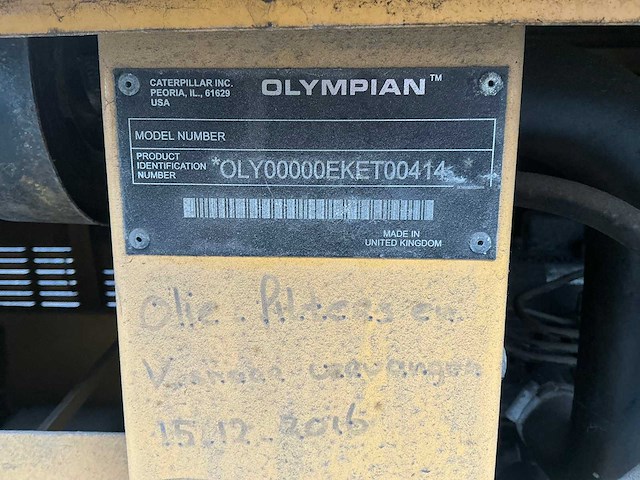 CATERPILLAR INC.
PEORIA, IL., 61629
USA
OLYMPIAN™
MODEL NUMBER
PRODUCT
IDENTIFICATION
NUMBER
*OLY00000EKET00414 *
MADE IN
UNITED KINGDOM
Olie. filters en
vervangen
15.12.2016